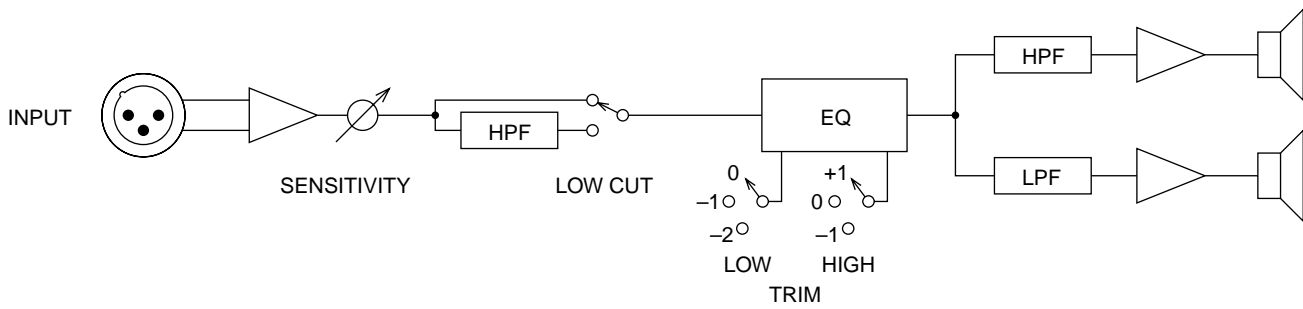 INPUT
SENSITIVITY
HPF
LOW CUT
EQ
0
–1
–2
LOW
+1
0
–1
HIGH
TRIM
HPF
LPF